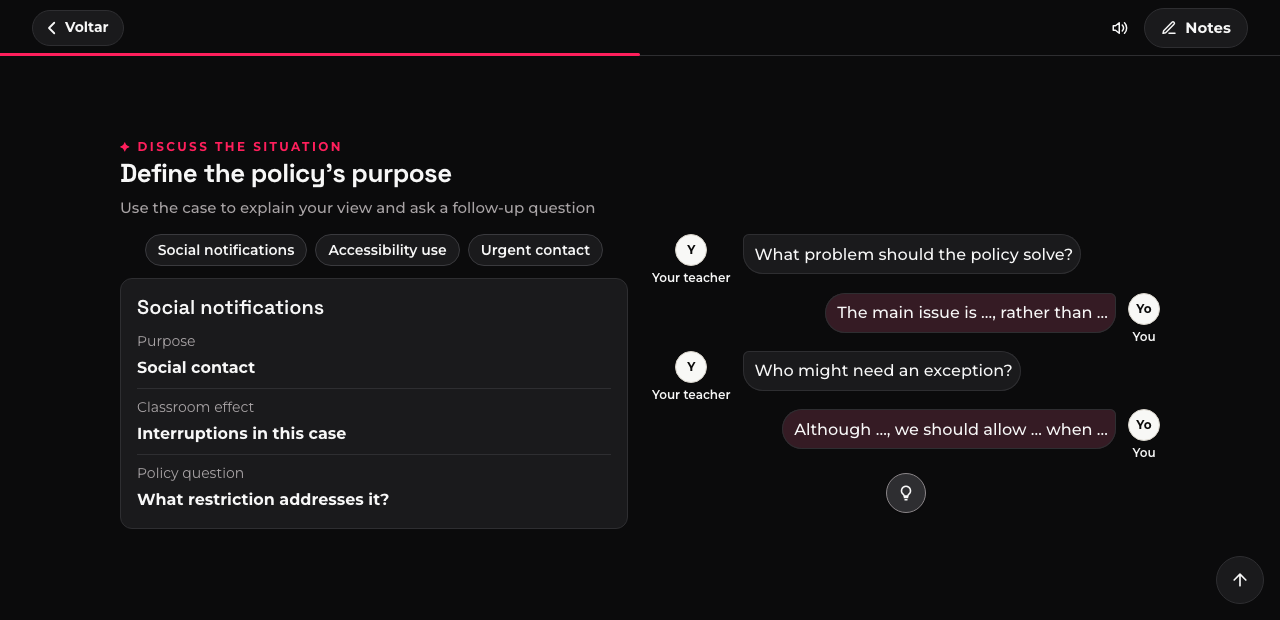 Voltar
Notes
DISCUSS THE SITUATION
Define the policy's purpose
Use the case to explain your view and ask a follow-up question
Social notifications
Accessibility use
Urgent contact
Social notifications
Purpose
Social contact
Classroom effect
Interruptions in this case
Policy question
What restriction addresses it?
Y
Your teacher
What problem should the policy solve?
The main issue is ..., rather than ...
Yo
You
Y
Your teacher
Who might need an exception?
Although ..., we should allow ... when ...
Yo
You